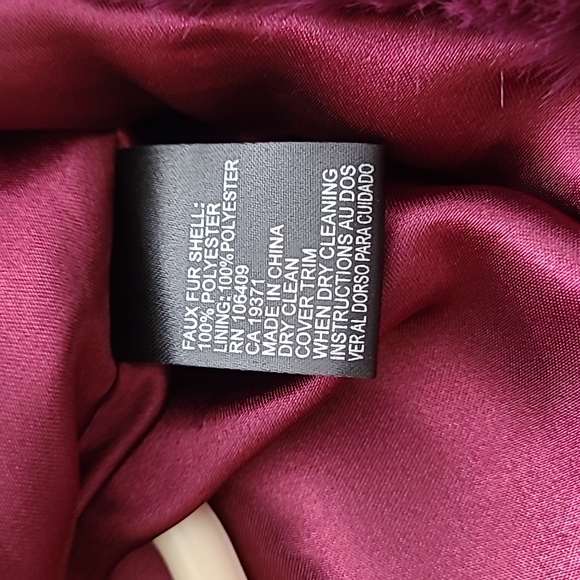 FAUX FUR SHELL:
100% POLYESTER
LINING: 100% POLYESTER
RN 106409
CA 19371
MADE IN CHINA
DRY CLEAN
COVER TRIM
WHEN DRY CLEANING
INSTRUCTIONS AU DOS
VER AL DORSO PARA CUIDADO